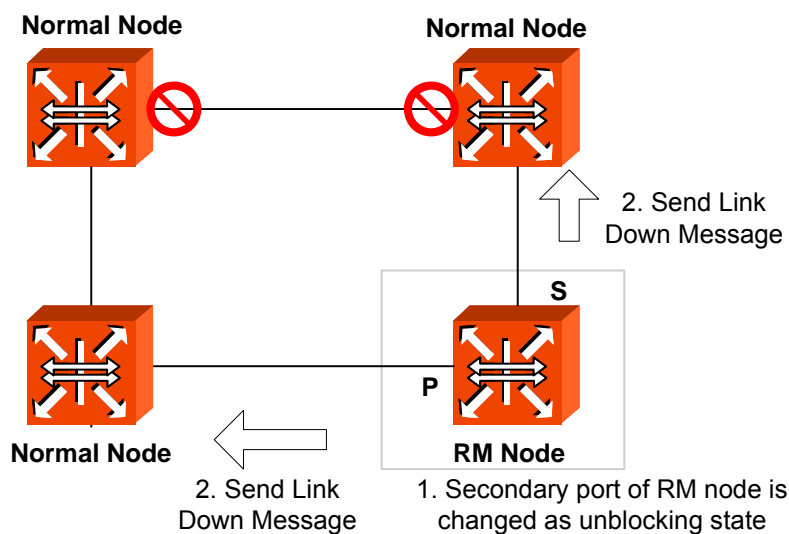 Normal Node
Normal Node
2. Send Link
Down Message
S
P
Normal Node
RM Node
2. Send Link
Down Message
1. Secondary port of RM node is
changed as unblocking state